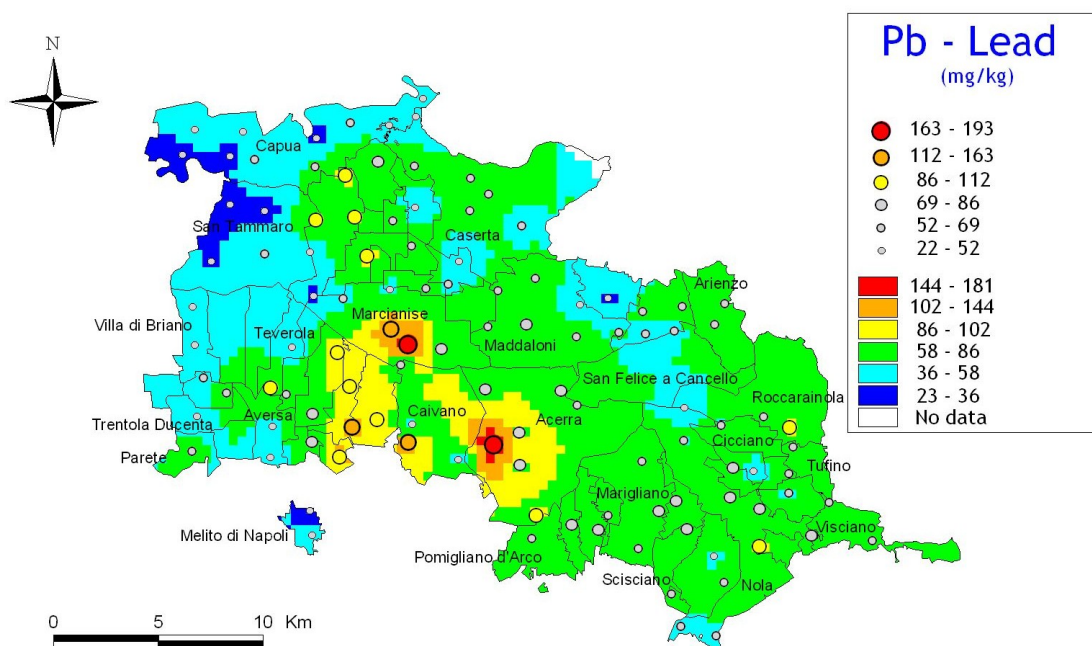 N
Pb - Lead
(mg/kg)
163 - 193
112 - 163
86 - 112
69 - 86
52 - 69
22 - 52
144 - 181
102 - 144
86 - 102
58 - 86
36 - 58
23 - 36
No data
Capua
San Tammaro
Caserta
Arienzo
Villa di Briano
Teverola
Marcianise
Maddaloni
San Felice a Cancello
Roccarainola
Trentola Ducenta
Aversa
Caivano
Acerra
Cicciano
Parete
Tufino
Marigliano
Melito di Napoli
Visciano
Pomigliano d'Arco
Scisciano
Nola
0 5 10 Km